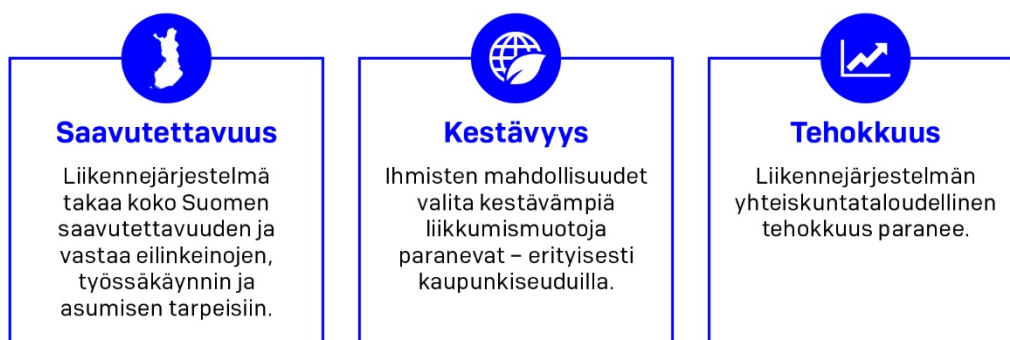 Saavutettavuus
Liikennejärjestelmä
takaa koko Suomen
saavutettavuuden ja
vastaa eilinkeinojen,
työssäkäynnin ja
asumisen tarpeisiin.
Kestävyys
Ihmisten mahdollisuudet
valita kestävämpiä
liikkumismuotoja
paranevat – erityisesti
kaupunkiseuduilla.
Tehokkuus
Liikennejärjestelmän
yhteiskuntataloudellinen
tehokkuus paranee.